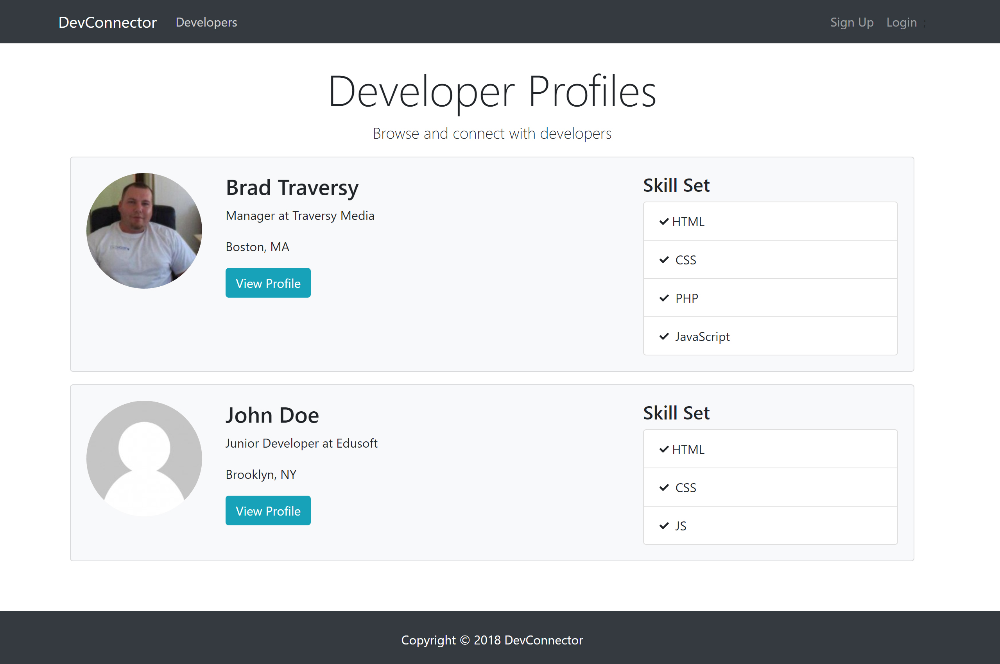 DevConnector Developers Sign Up Login ;
Developer Profiles
Browse and connect with developers
Brad Traversy
Manager at Traversy Media
Boston, MA
View Profile
Skill Set
HTML
CSS
PHP
JavaScript
John Doe
Junior Developer at Edusoft
Brooklyn, NY
View Profile
Skill Set
HTML
CSS
JS
Copyright © 2018 DevConnector